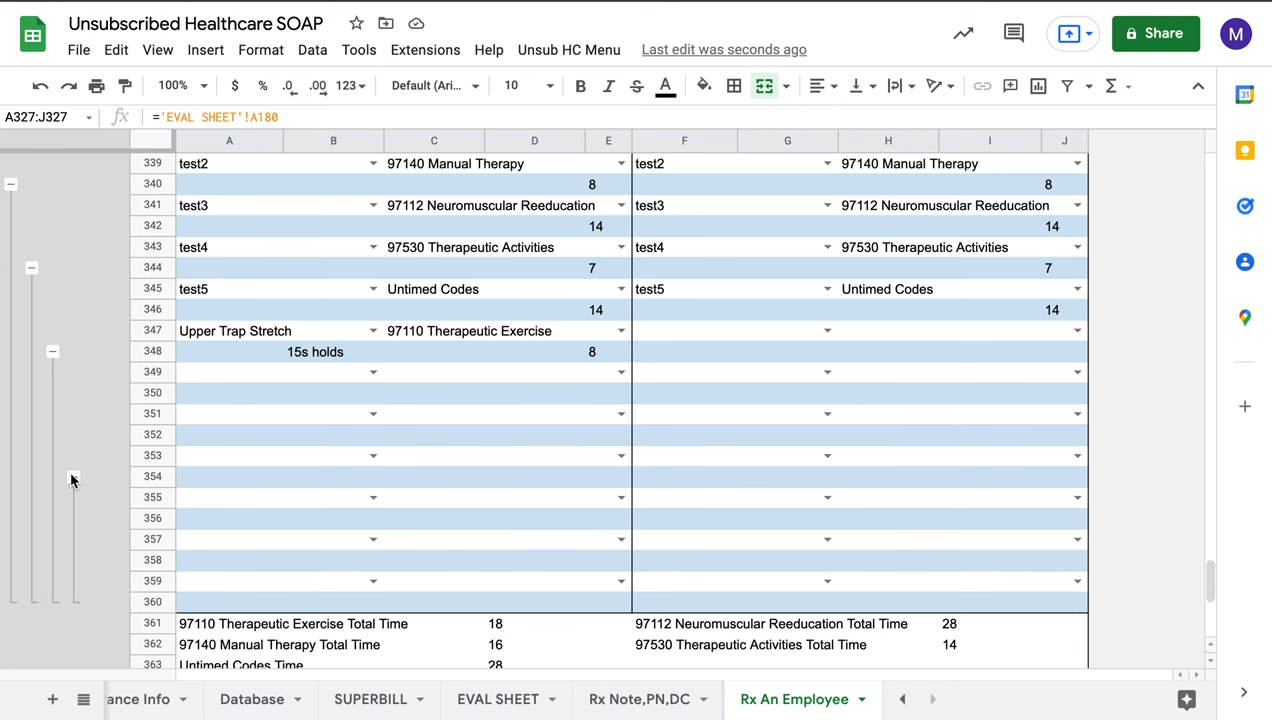 Unsubscribed Healthcare SOAP
File Edit View Insert Format Data Tools Extensions Help Unsub HC Menu Last edit was seconds ago
Share
M
100% $ % .0 .00 123 Default (Ari... 10 B I S A Σ
31
A327:J327 fx ='EVAL SHEET'!A180
A B C D E F G H I J
339 test2 97140 Manual Therapy test2 97140 Manual Therapy
340 8 8
341 test3 97112 Neuromuscular Reeducation test3 97112 Neuromuscular Reeducation
342 14 14
343 test4 97530 Therapeutic Activities test4 97530 Therapeutic Activities
344 7 7
345 test5 Untimed Codes test5 Untimed Codes
346 14 14
347 Upper Trap Stretch 97110 Therapeutic Exercise
348 15s holds 8
349
350
351
352
353
354
355
356
357
358
359
360
361 97110 Therapeutic Exercise Total Time 18 97112 Neuromuscular Reeducation Total Time 28
362 97140 Manual Therapy Total Time 16 97530 Therapeutic Activities Total Time 14
363 Untimed Codes Time 28
ance Info Database SUPERBILL EVAL SHEET Rx Note,PN,DC Rx An Employee